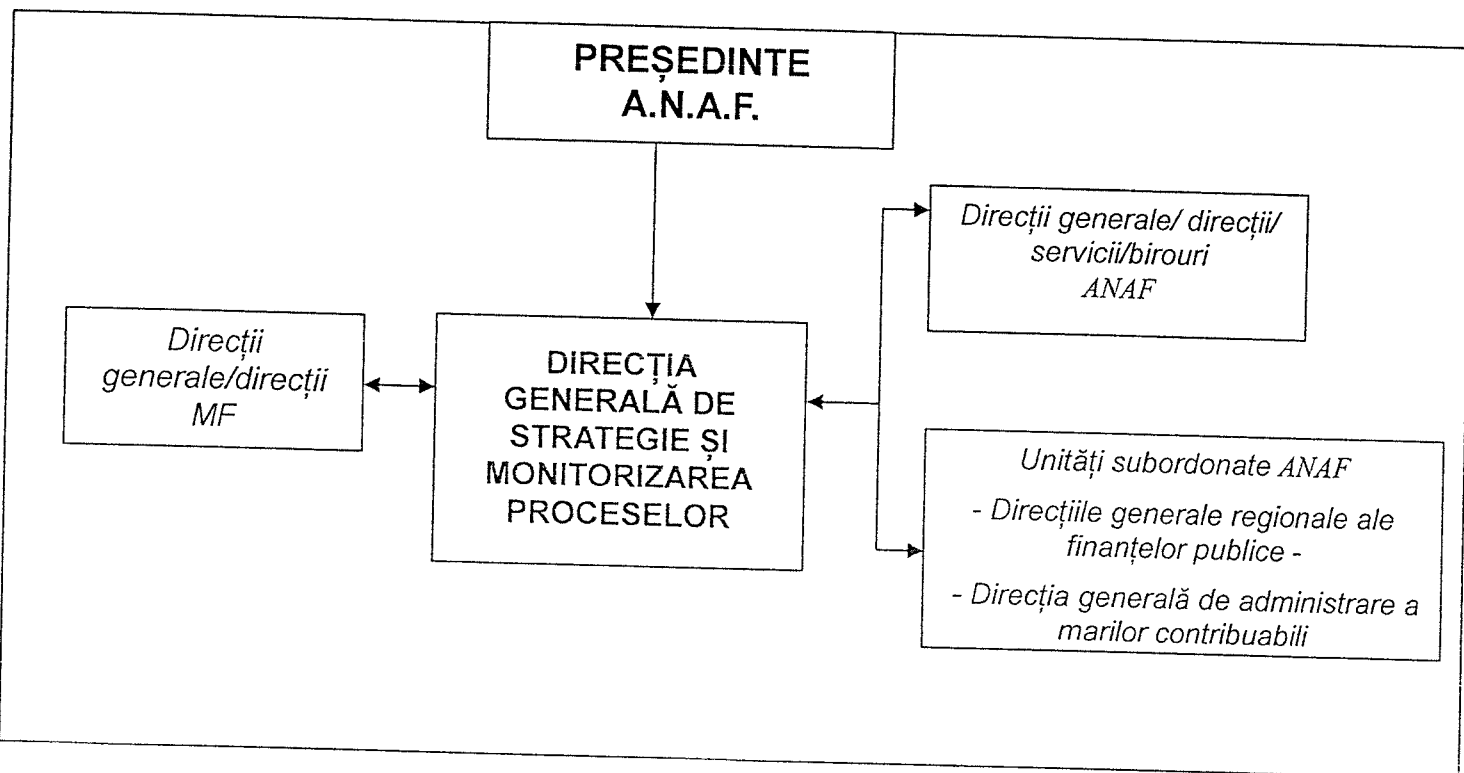 PREȘEDINTE
A.N.A.F.
Direcții generale/ direcții/
servicii/birouri
ANAF
Direcții
generale/direcții
MF
DIRECȚIA
GENERALĂ DE
STRATEGIE ȘI
MONITORIZAREA
PROCESELOR
Unități subordonate ANAF
- Direcțiile generale regionale ale
finanțelor publice -
- Direcția generală de administrare a
marilor contribuabili